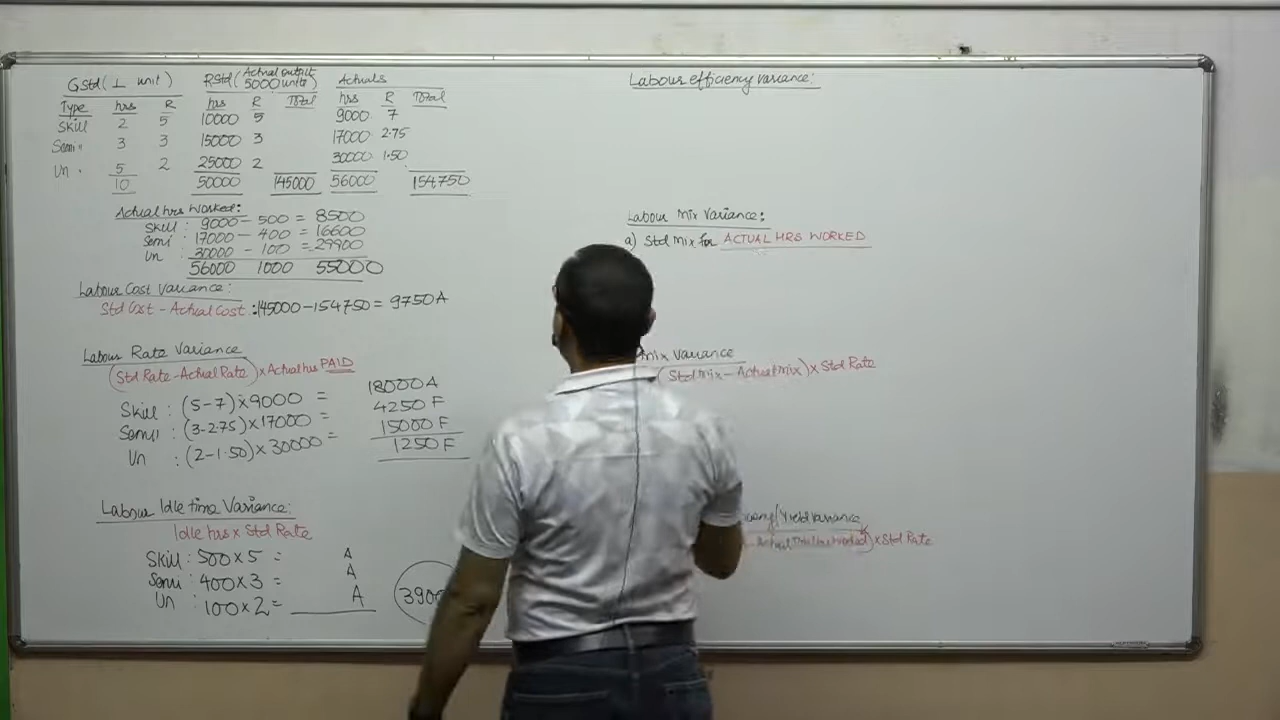 GStd (1 unit)
Type hrs R
Skill 2 5
Semi " 3 3
Un " 5 2
10
RStd (Actual output 5000 units)
hrs R Total
10000 5
15000 3
25000 2
50000 145000
Actuals
hrs R Total
9000 7
17000 2.75
30000 1.50
56000 154750
Actual hrs Worked:
Skill : 9000 - 500 = 8500
Semi : 17000 - 400 = 16600
Un : 30000 - 100 = 29900
56000 1000 55000
Labour Cost Variance:
Std Cost - Actual Cost : 145000 - 154750 = 9750 A
Labour Rate Variance
(Std Rate - Actual Rate) x Actual hrs PAID
Skill : (5-7) x 9000 = 18000 A
Semi : (3-2.75) x 17000 = 4250 F
Un : (2-1.50) x 30000 = 15000 F
1250 F
Labour Idle time Variance:
Idle hrs x Std Rate
Skill : 500 x 5 = A
Semi : 400 x 3 = A
Un : 100 x 2 = A
390
Labour efficiency variance:
Labour Mix Variance:
a) Std mix for ACTUAL HRS WORKED
mix Variance
(Std Mix - Actual mix) x Std Rate
/Yield Variance
x Std Rate